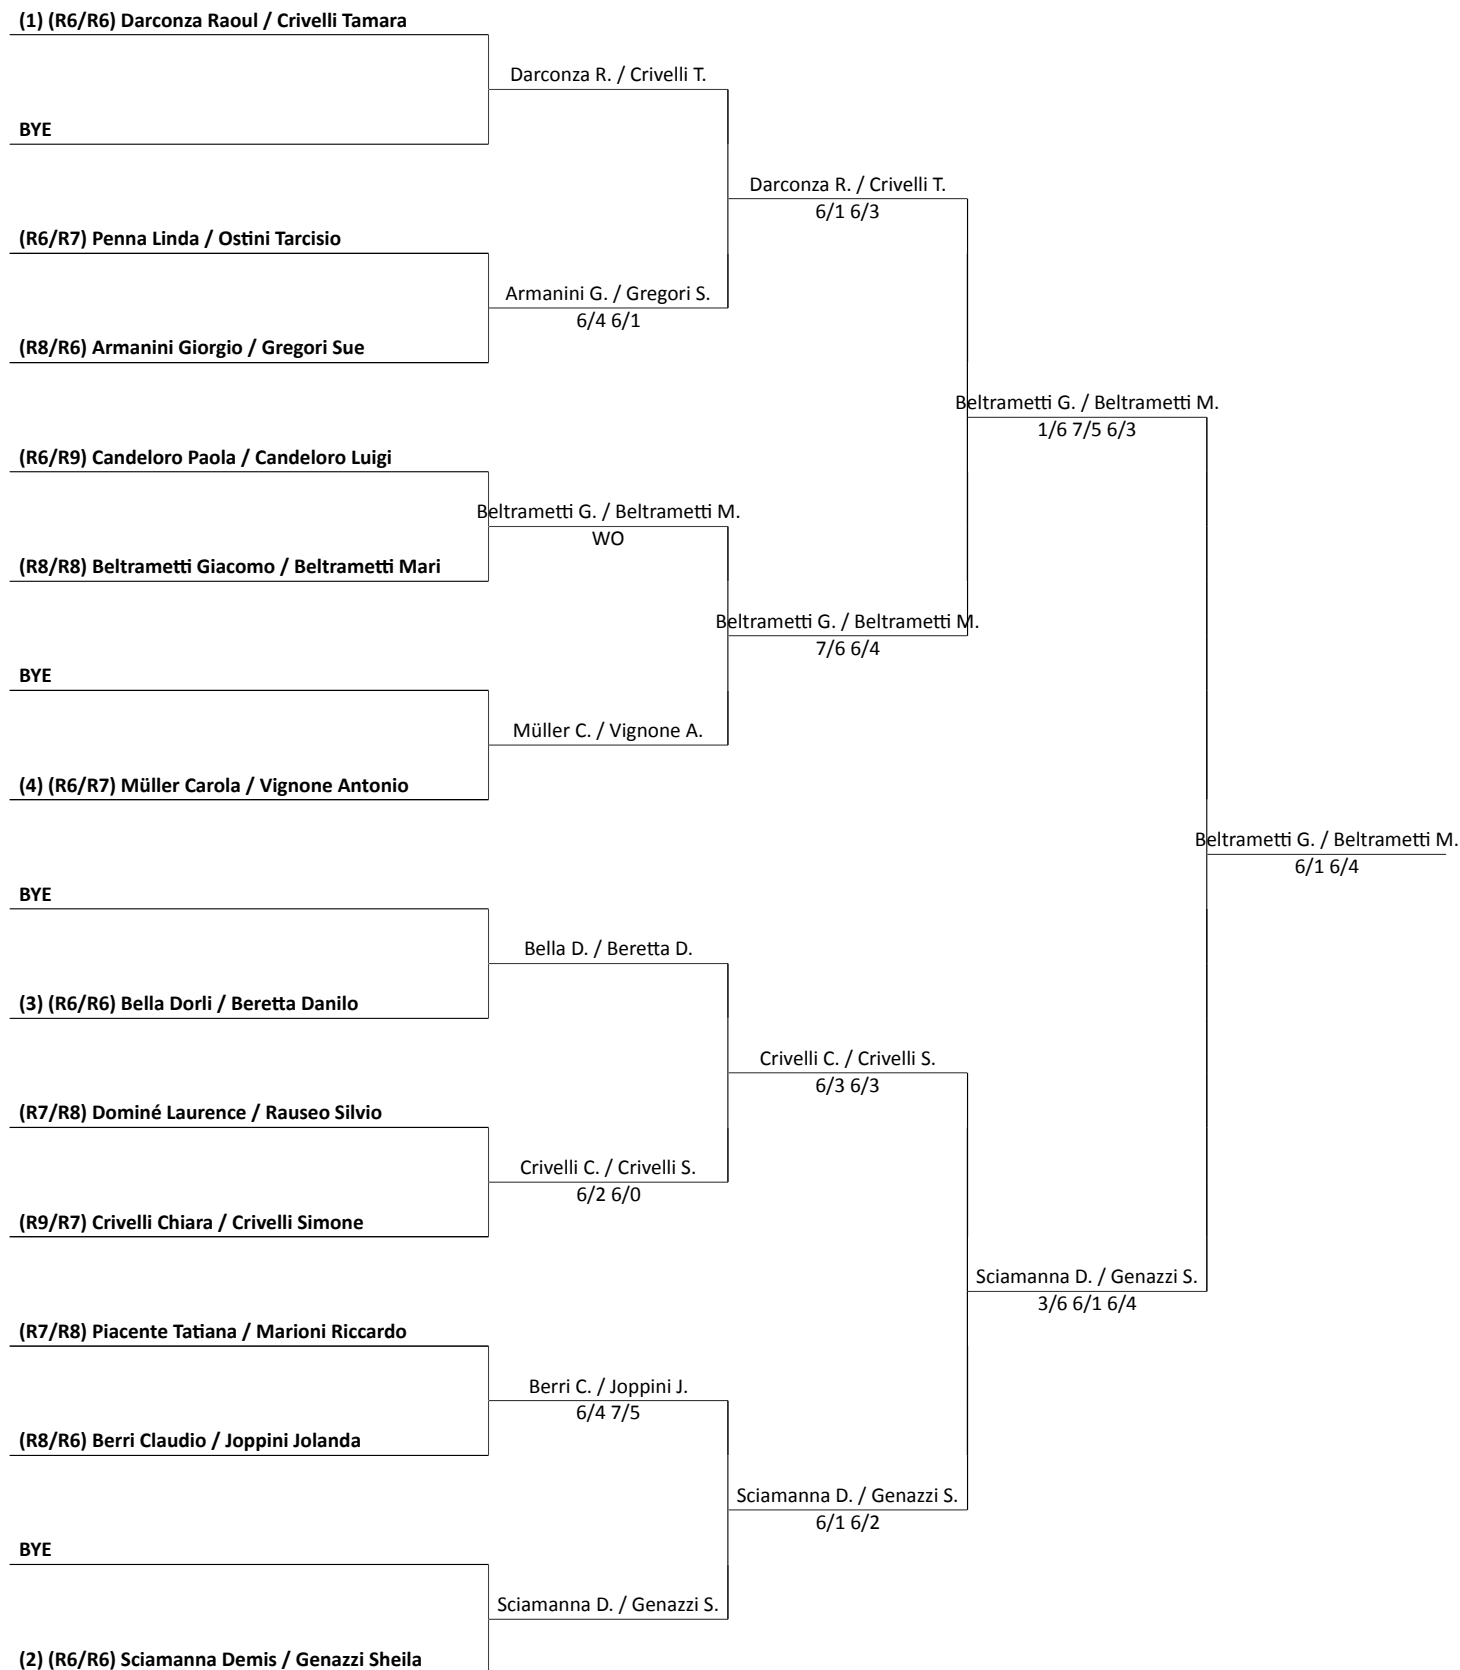 (1) (R6/R6) Darconza Raoul / Crivelli Tamara
Darconza R. / Crivelli T.
BYE
Darconza R. / Crivelli T.
6/1 6/3
(R6/R7) Penna Linda / Ostini Tarcisio
Armanini G. / Gregori S.
6/4 6/1
(R8/R6) Armanini Giorgio / Gregori Sue
Beltrametti G. / Beltrametti M.
1/6 7/5 6/3
(R6/R9) Candeloro Paola / Candeloro Luigi
Beltrametti G. / Beltrametti M.
WO
(R8/R8) Beltrametti Giacomo / Beltrametti Mari
Beltrametti G. / Beltrametti M.
7/6 6/4
BYE
Müller C. / Vignone A.
(4) (R6/R7) Müller Carola / Vignone Antonio
Beltrametti G. / Beltrametti M.
6/1 6/4
BYE
Bella D. / Beretta D.
(3) (R6/R6) Bella Dorli / Beretta Danilo
Crivelli C. / Crivelli S.
6/3 6/3
(R7/R8) Dominé Laurence / Rauseo Silvio
Crivelli C. / Crivelli S.
6/2 6/0
(R9/R7) Crivelli Chiara / Crivelli Simone
Sciamanna D. / Genazzi S.
3/6 6/1 6/4
(R7/R8) Piacente Tatiana / Marioni Riccardo
Berri C. / Joppini J.
6/4 7/5
(R8/R6) Berri Claudio / Joppini Jolanda
Sciamanna D. / Genazzi S.
6/1 6/2
BYE
Sciamanna D. / Genazzi S.
(2) (R6/R6) Sciamanna Demis / Genazzi Sheila